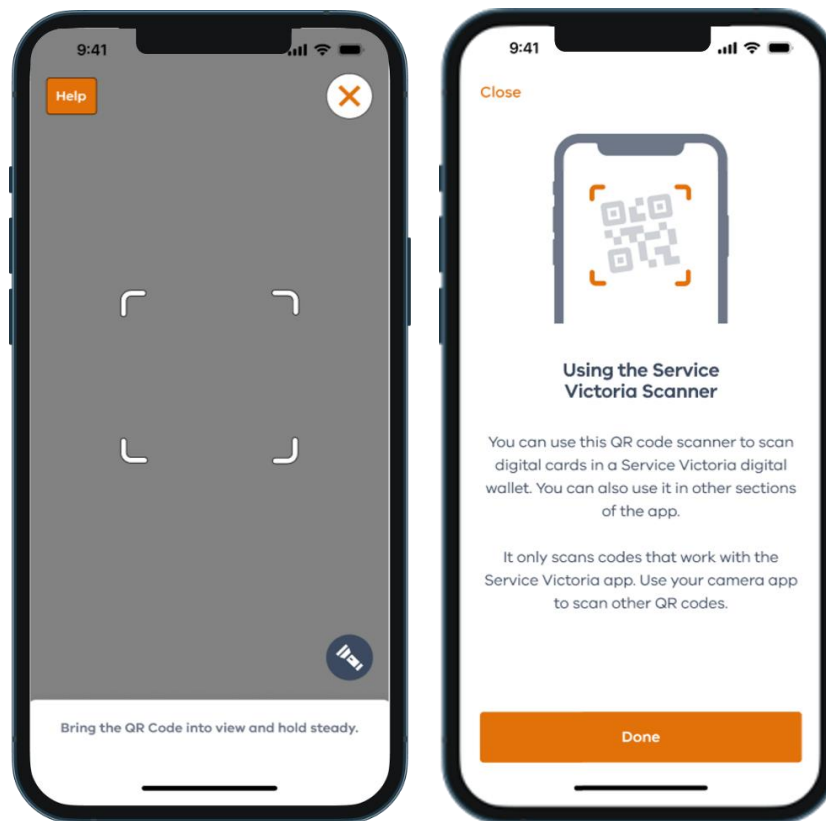 9:41
Help
Bring the QR Code into view and hold steady.
9:41
Close
Using the Service
Victoria Scanner
You can use this QR code scanner to scan
digital cards in a Service Victoria digital
wallet. You can also use it in other sections
of the app.
It only scans codes that work with the
Service Victoria app. Use your camera app
to scan other QR codes.
Done